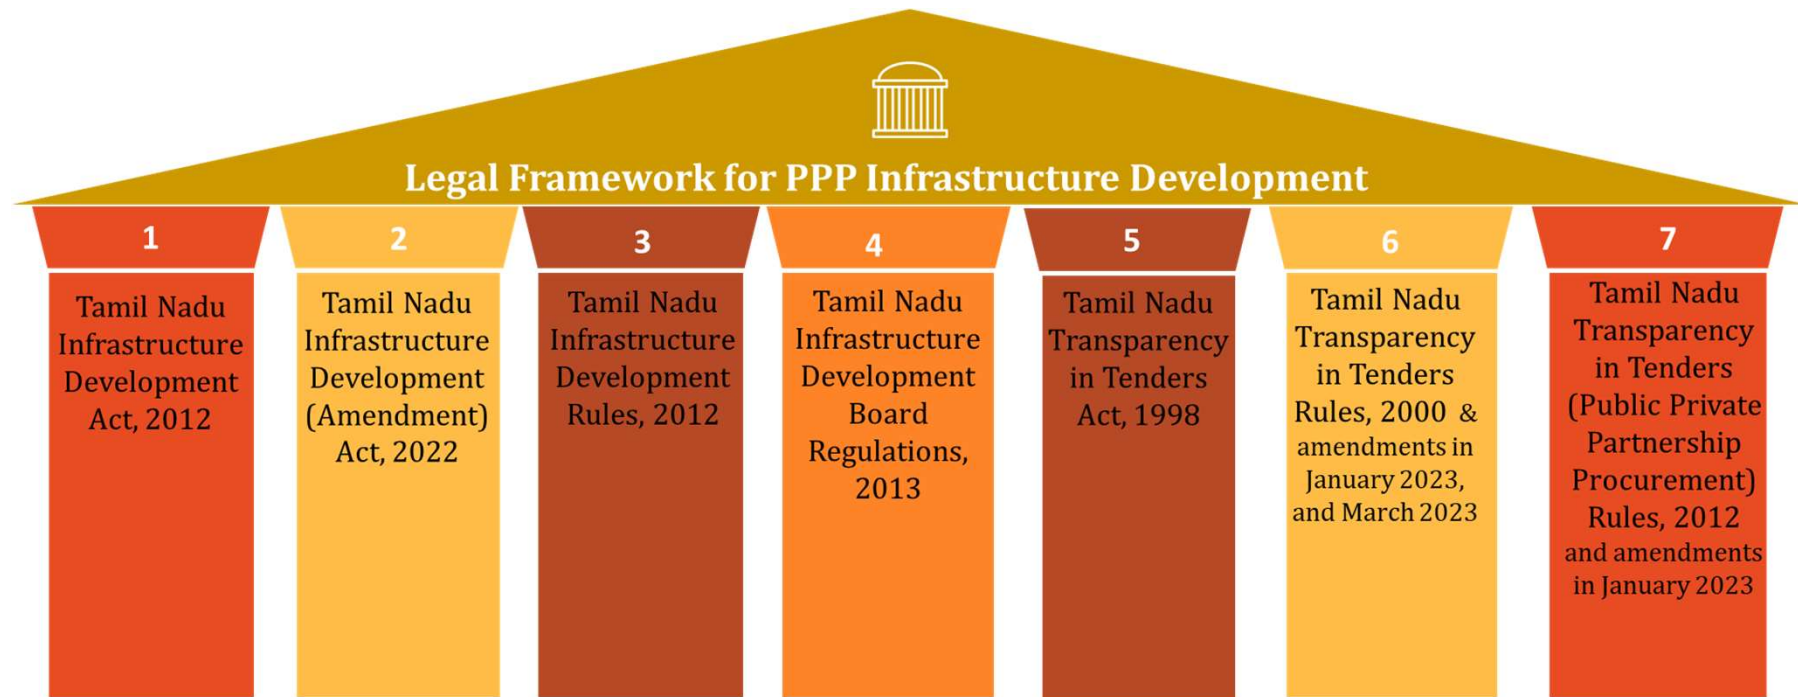 Legal Framework for PPP Infrastructure Development
1
Tamil Nadu
Infrastructure
Development
Act, 2012
2
Tamil Nadu
Infrastructure
Development
(Amendment)
Act, 2022
3
Tamil Nadu
Infrastructure
Development
Rules, 2012
4
Tamil Nadu
Infrastructure
Development
Board
Regulations,
2013
5
Tamil Nadu
Transparency
in Tenders
Act, 1998
6
Tamil Nadu
Transparency
in Tenders
Rules, 2000 &
amendments in
January 2023,
and March 2023
7
Tamil Nadu
Transparency
in Tenders
(Public Private
Partnership
Procurement)
Rules, 2012
and amendments
in January 2023